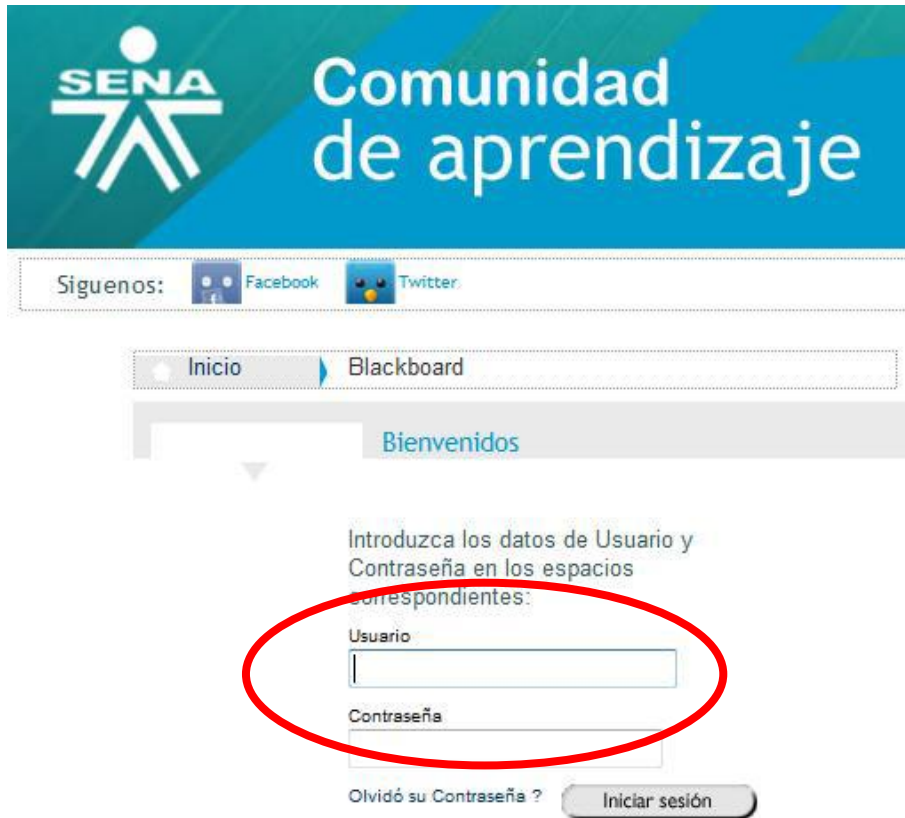 SENA
Comunidad
de aprendizaje
Siguenos: Facebook Twitter
Inicio Blackboard
Bienvenidos
Introduzca los datos de Usuario y
Contraseña en los espacios
correspondientes:
Usuario
Contraseña
Olvidó su Contraseña ? Iniciar sesión